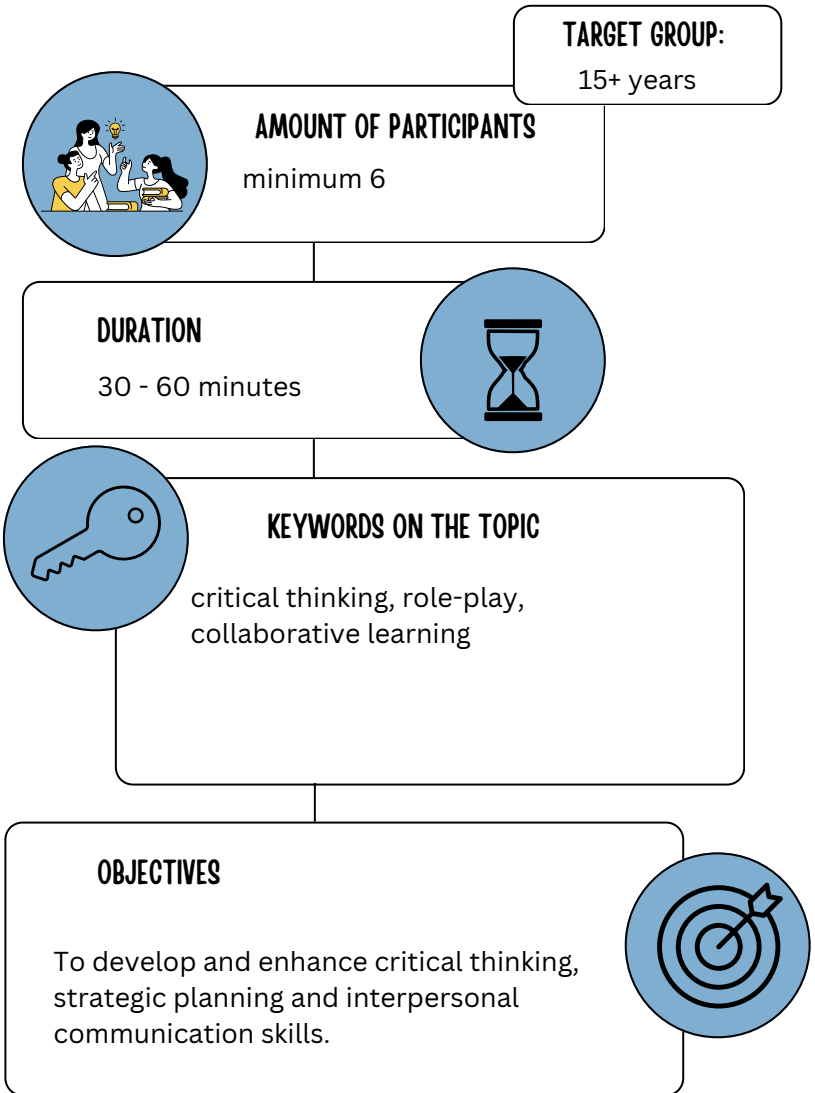 TARGET GROUP:
15+ years
AMOUNT OF PARTICIPANTS
minimum 6
DURATION
30 - 60 minutes
KEYWORDS ON THE TOPIC
critical thinking, role-play,
collaborative learning
OBJECTIVES
To develop and enhance critical thinking,
strategic planning and interpersonal
communication skills.